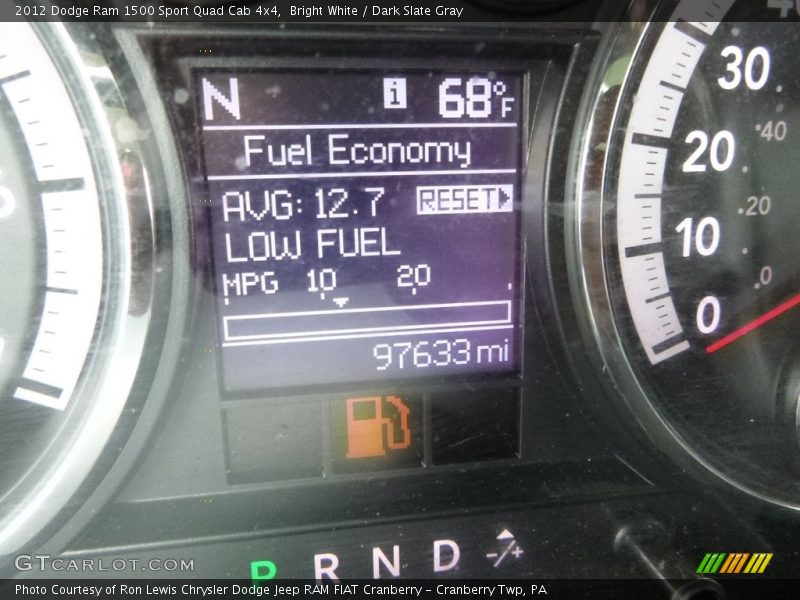 2012 Dodge Ram 1500 Sport Quad Cab 4x4, Bright White / Dark Slate Gray
N i 68°F
Fuel Economy
AVG: 12.7 RESET
LOW FUEL
MPG 10 20
97633 mi
30
40
20
20
10
0
0
P R N D -/+
GTCARLOT.COM
Photo Courtesy of Ron Lewis Chrysler Dodge Jeep RAM FIAT Cranberry – Cranberry Twp, PA